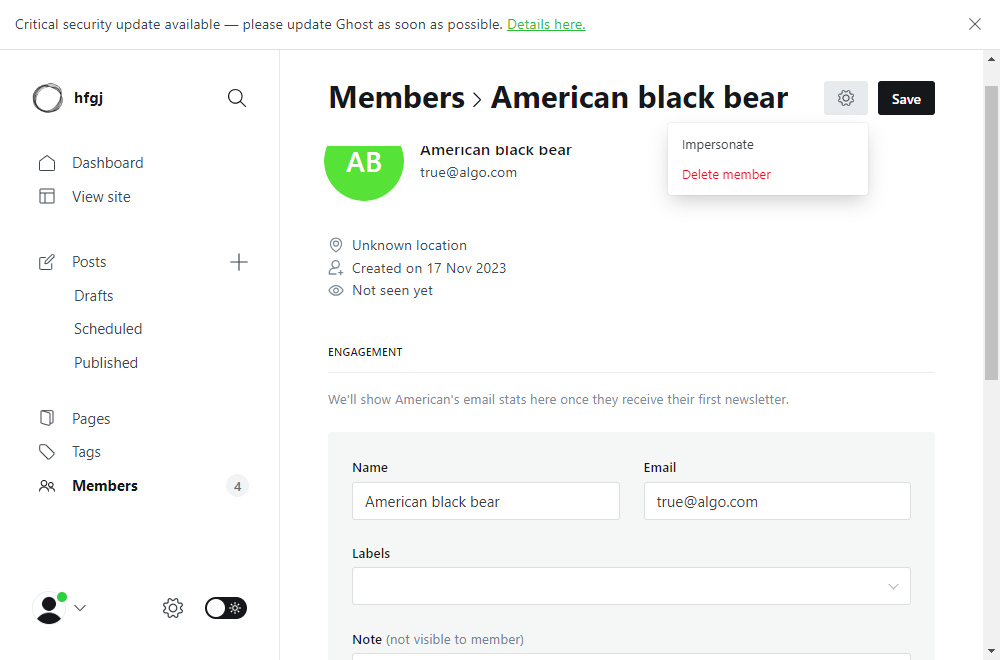 Critical security update available — please update Ghost as soon as possible. Details here.
hfgj
Dashboard
View site
Posts
Drafts
Scheduled
Published
Pages
Tags
Members
4
Members > American black bear
Save
Impersonate
Delete member
AB
American black bear
true@algo.com
Unknown location
Created on 17 Nov 2023
Not seen yet
ENGAGEMENT
We'll show American's email stats here once they receive their first newsletter.
Name
Email
American black bear
true@algo.com
Labels
Note (not visible to member)